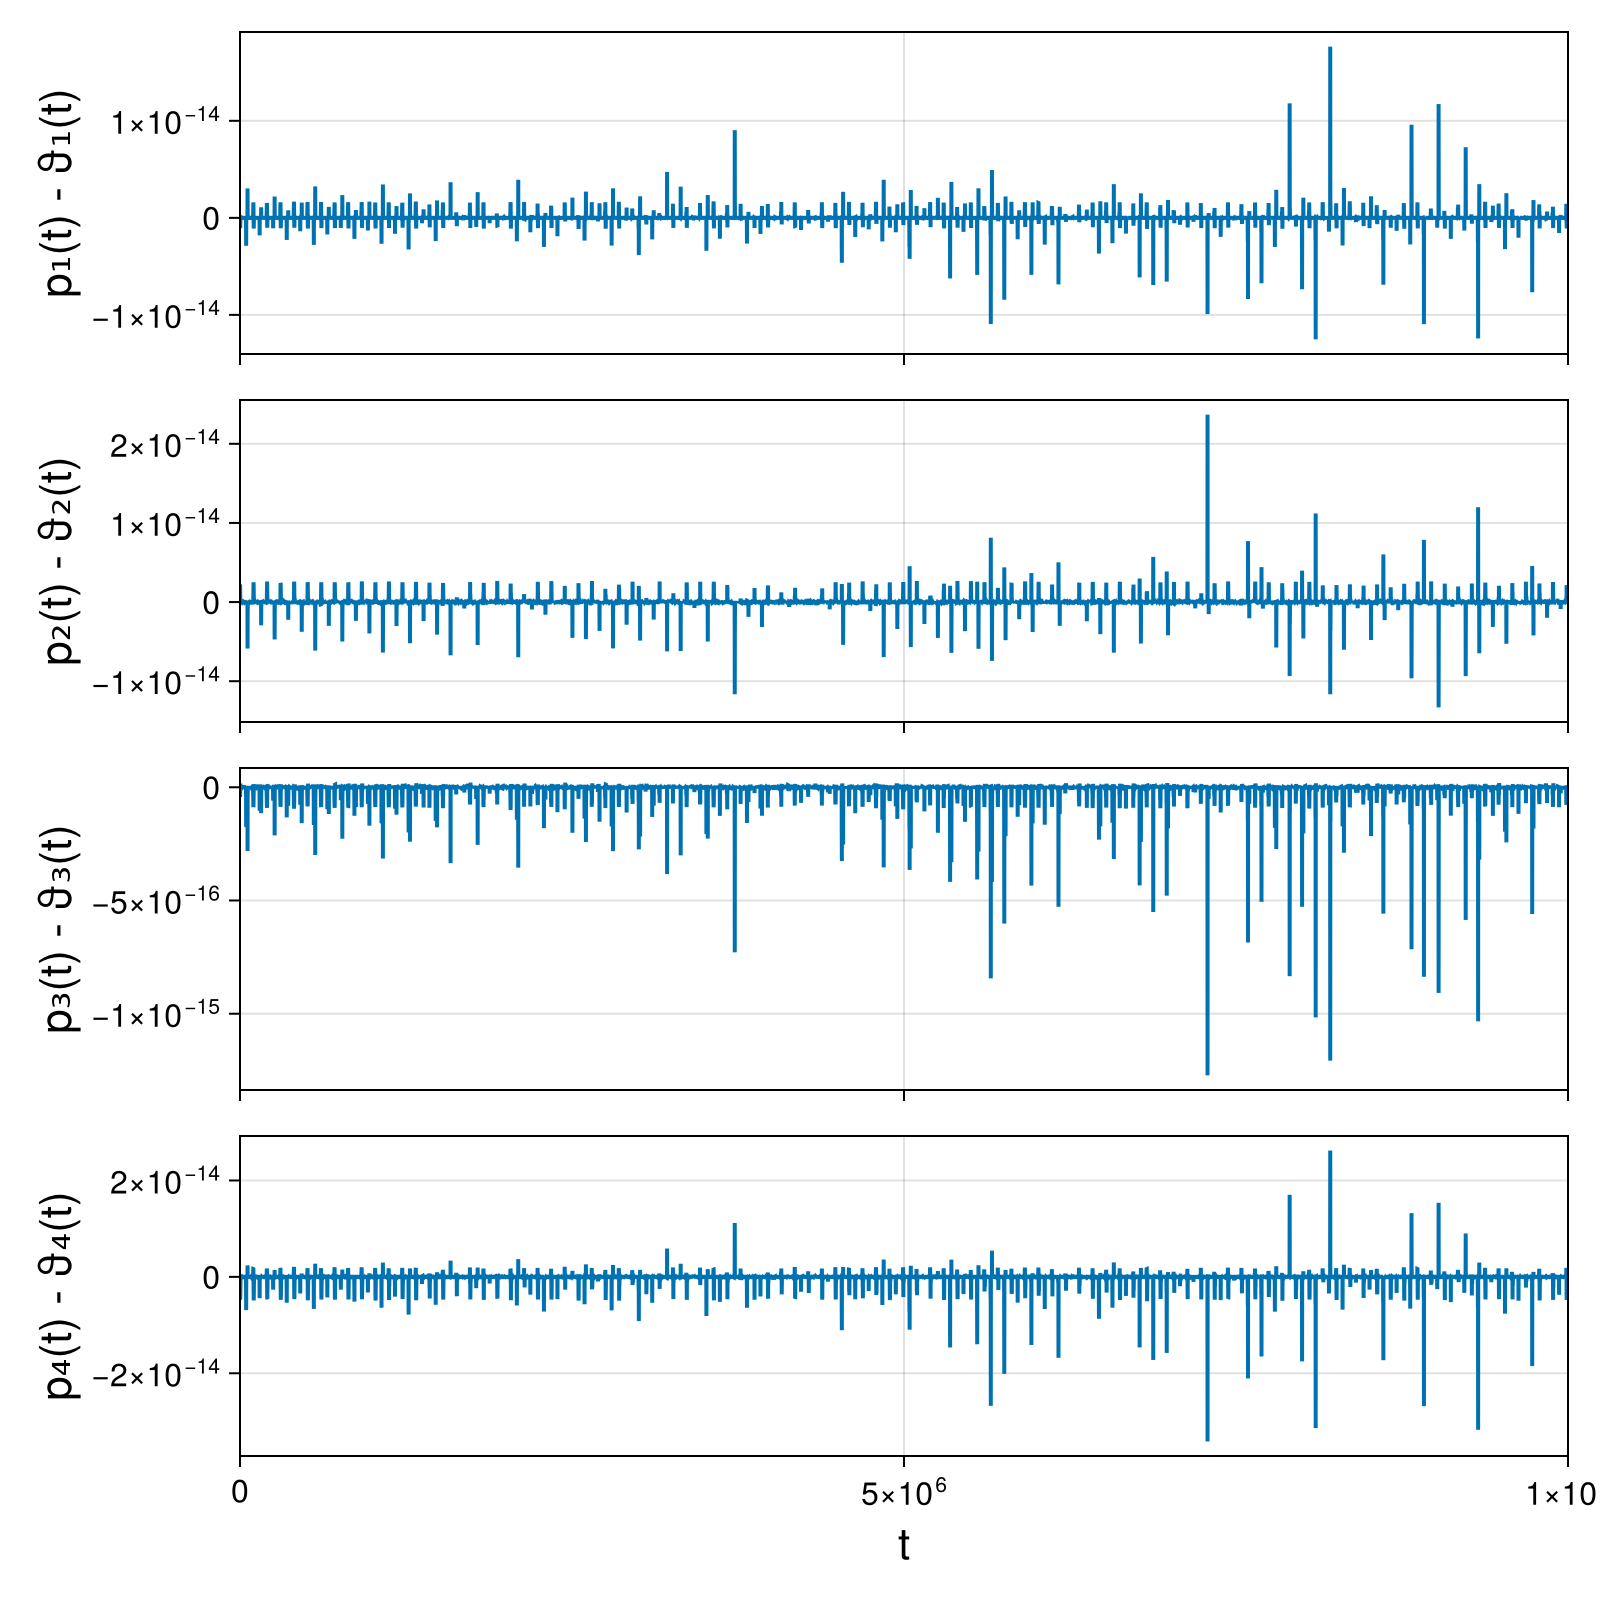 p₁(t) - ϑ₁(t)
1×10⁻¹⁴
0
−1×10⁻¹⁴
p₂(t) - ϑ₂(t)
2×10⁻¹⁴
1×10⁻¹⁴
0
−1×10⁻¹⁴
p₃(t) - ϑ₃(t)
0
−5×10⁻¹⁶
−1×10⁻¹⁵
p₄(t) - ϑ₄(t)
2×10⁻¹⁴
0
−2×10⁻¹⁴
0 5×10⁶ 1×10
t